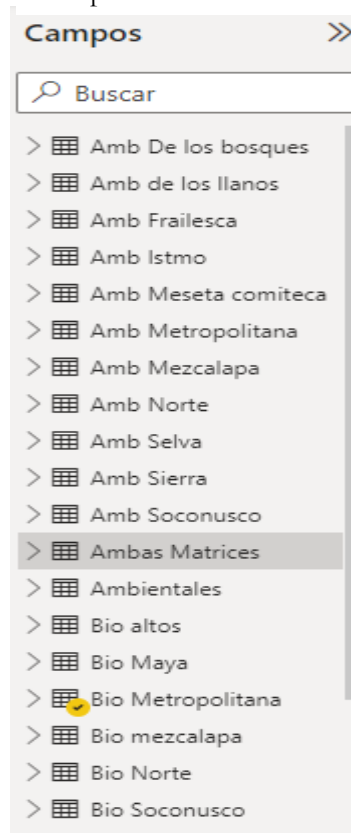 Campos
Buscar
Amb De los bosques
Amb de los llanos
Amb Frailesca
Amb Istmo
Amb Meseta comiteca
Amb Metropolitana
Amb Mezcalapa
Amb Norte
Amb Selva
Amb Sierra
Amb Soconusco
Ambas Matrices
Ambientales
Bio altos
Bio Maya
Bio Metropolitana
Bio mezcalapa
Bio Norte
Bio Soconusco